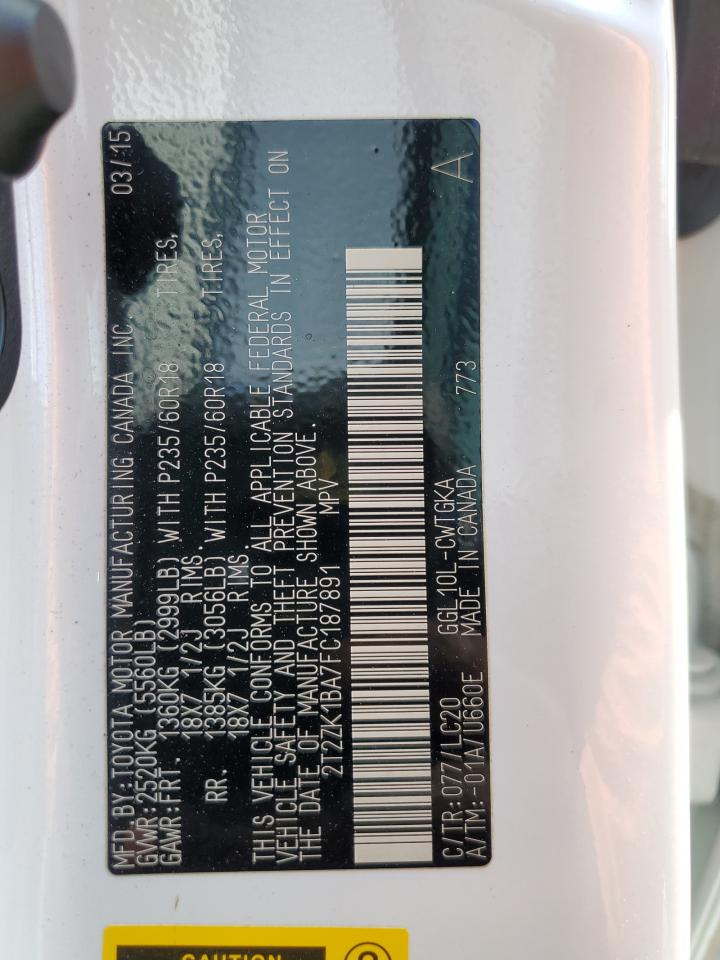 MFD.BY:TOYOTA MOTOR MANUFACTURING CANADA INC. 03/15
GVWR:2520KG (5560LB)
GAWR:FRT. 1360KG (2999LB) WITH P235/60R18 TIRES,
18X7 1/2J RIMS.
RR. 1385KG (3056LB) WITH P235/60R18 TIRES,
18X7 1/2J RIMS.
THIS VEHICLE CONFORMS TO ALL APPLICABLE FEDERAL MOTOR
VEHICLE SAFETY AND THEFT PREVENTION STANDARDS IN EFFECT ON
THE DATE OF MANUFACTURE SHOWN ABOVE.
2T2ZK1BA7FC187891 MPV
C/TR:077/LC20 GGL10L-CWTGKA A
A/TM:-01A/U660E MADE IN CANADA 773
CAUTION